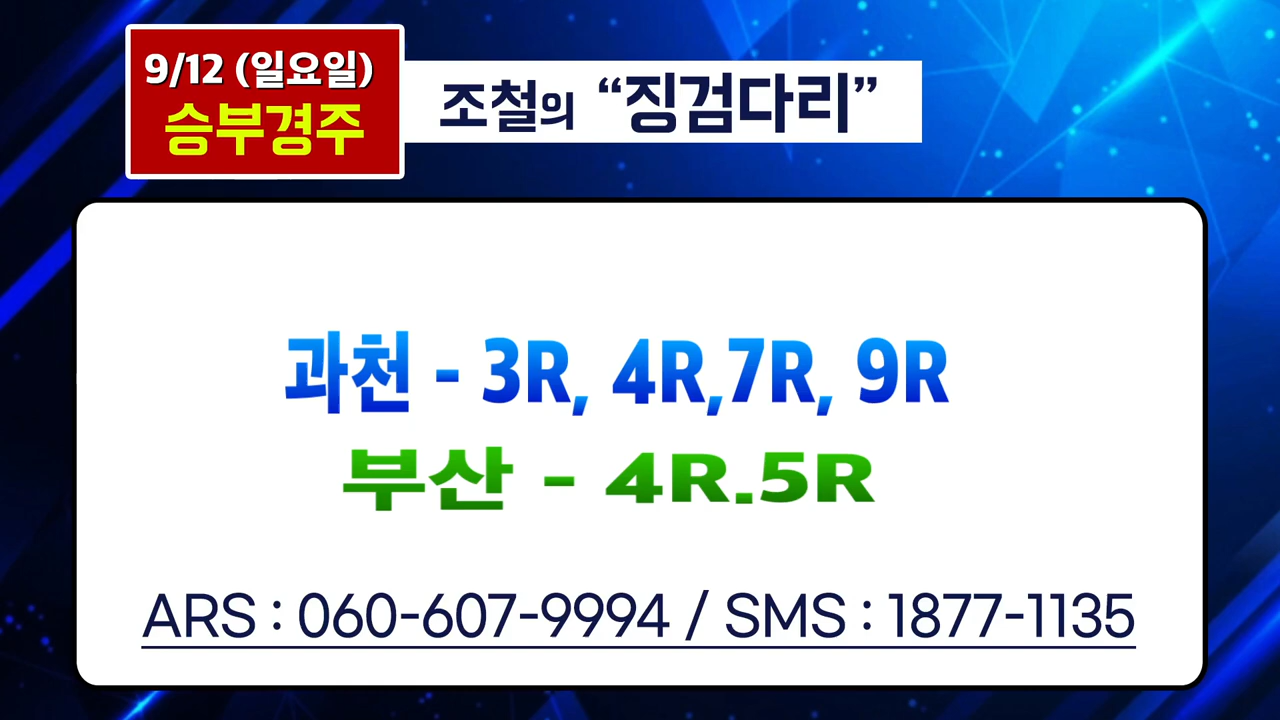 9/12 (일요일)
승부경주
조철의 “징검다리”
과천 - 3R, 4R,7R, 9R
부산 - 4R.5R
ARS : 060-607-9994 / SMS : 1877-1135